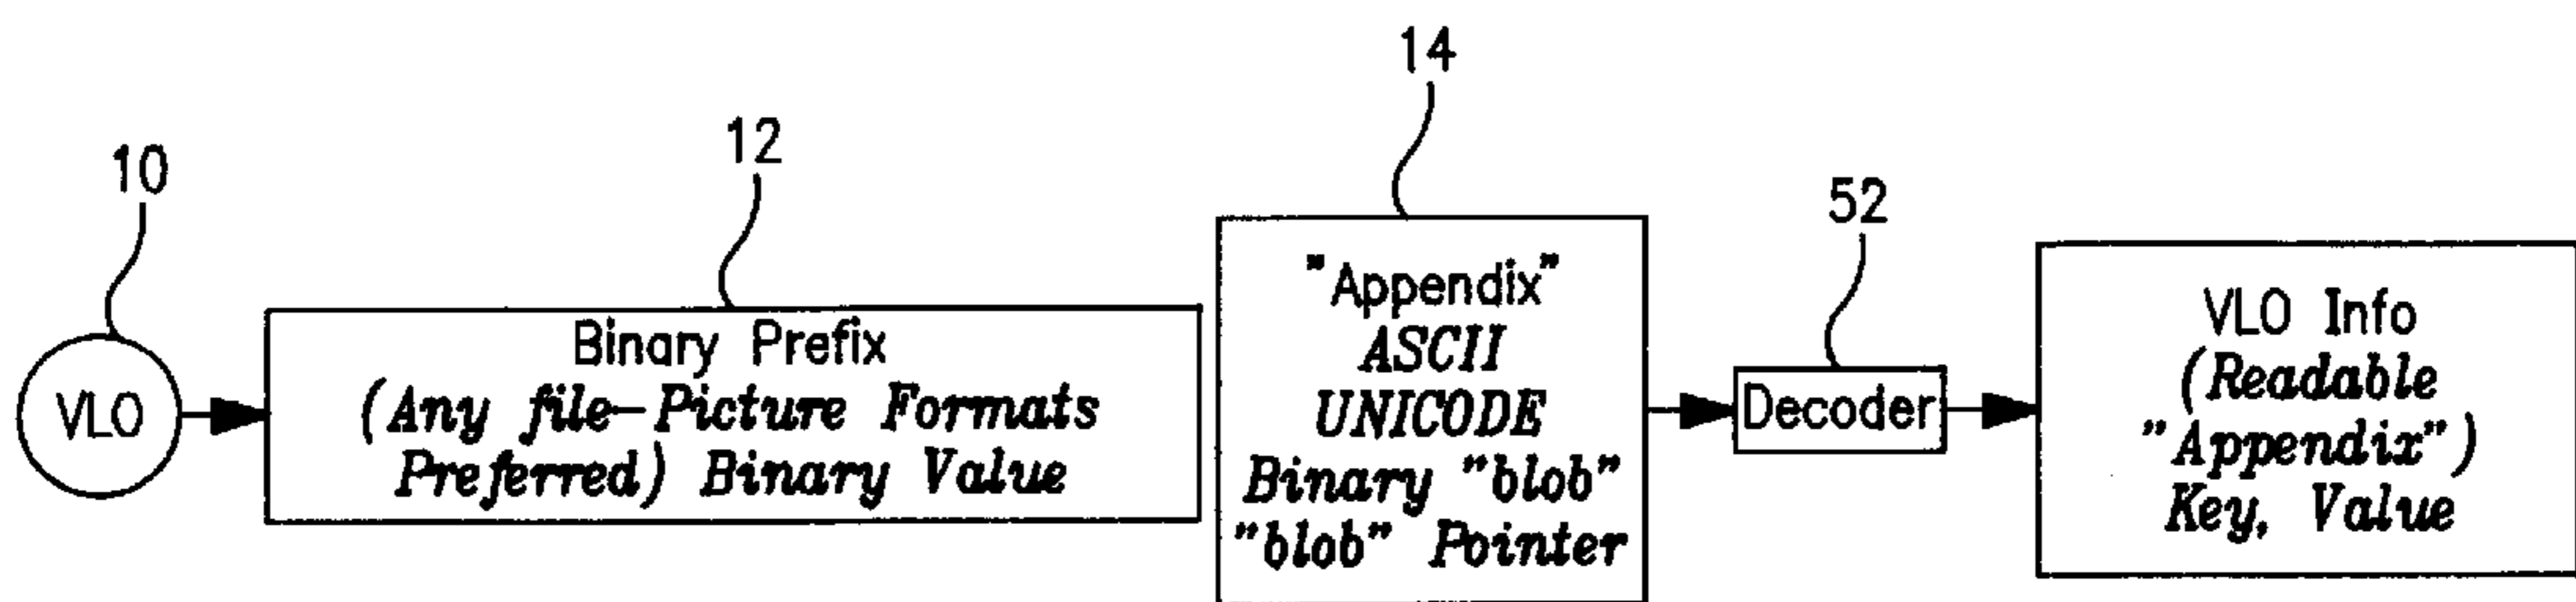 10
12
14
52
VLO
Binary Prefix
(Any file-Picture Formats
Preferred) Binary Value
"Appendix"
ASCII
UNICODE
Binary "blob"
"blob" Pointer
Decoder
VLO Info
(Readable
"Appendix")
Key, Value